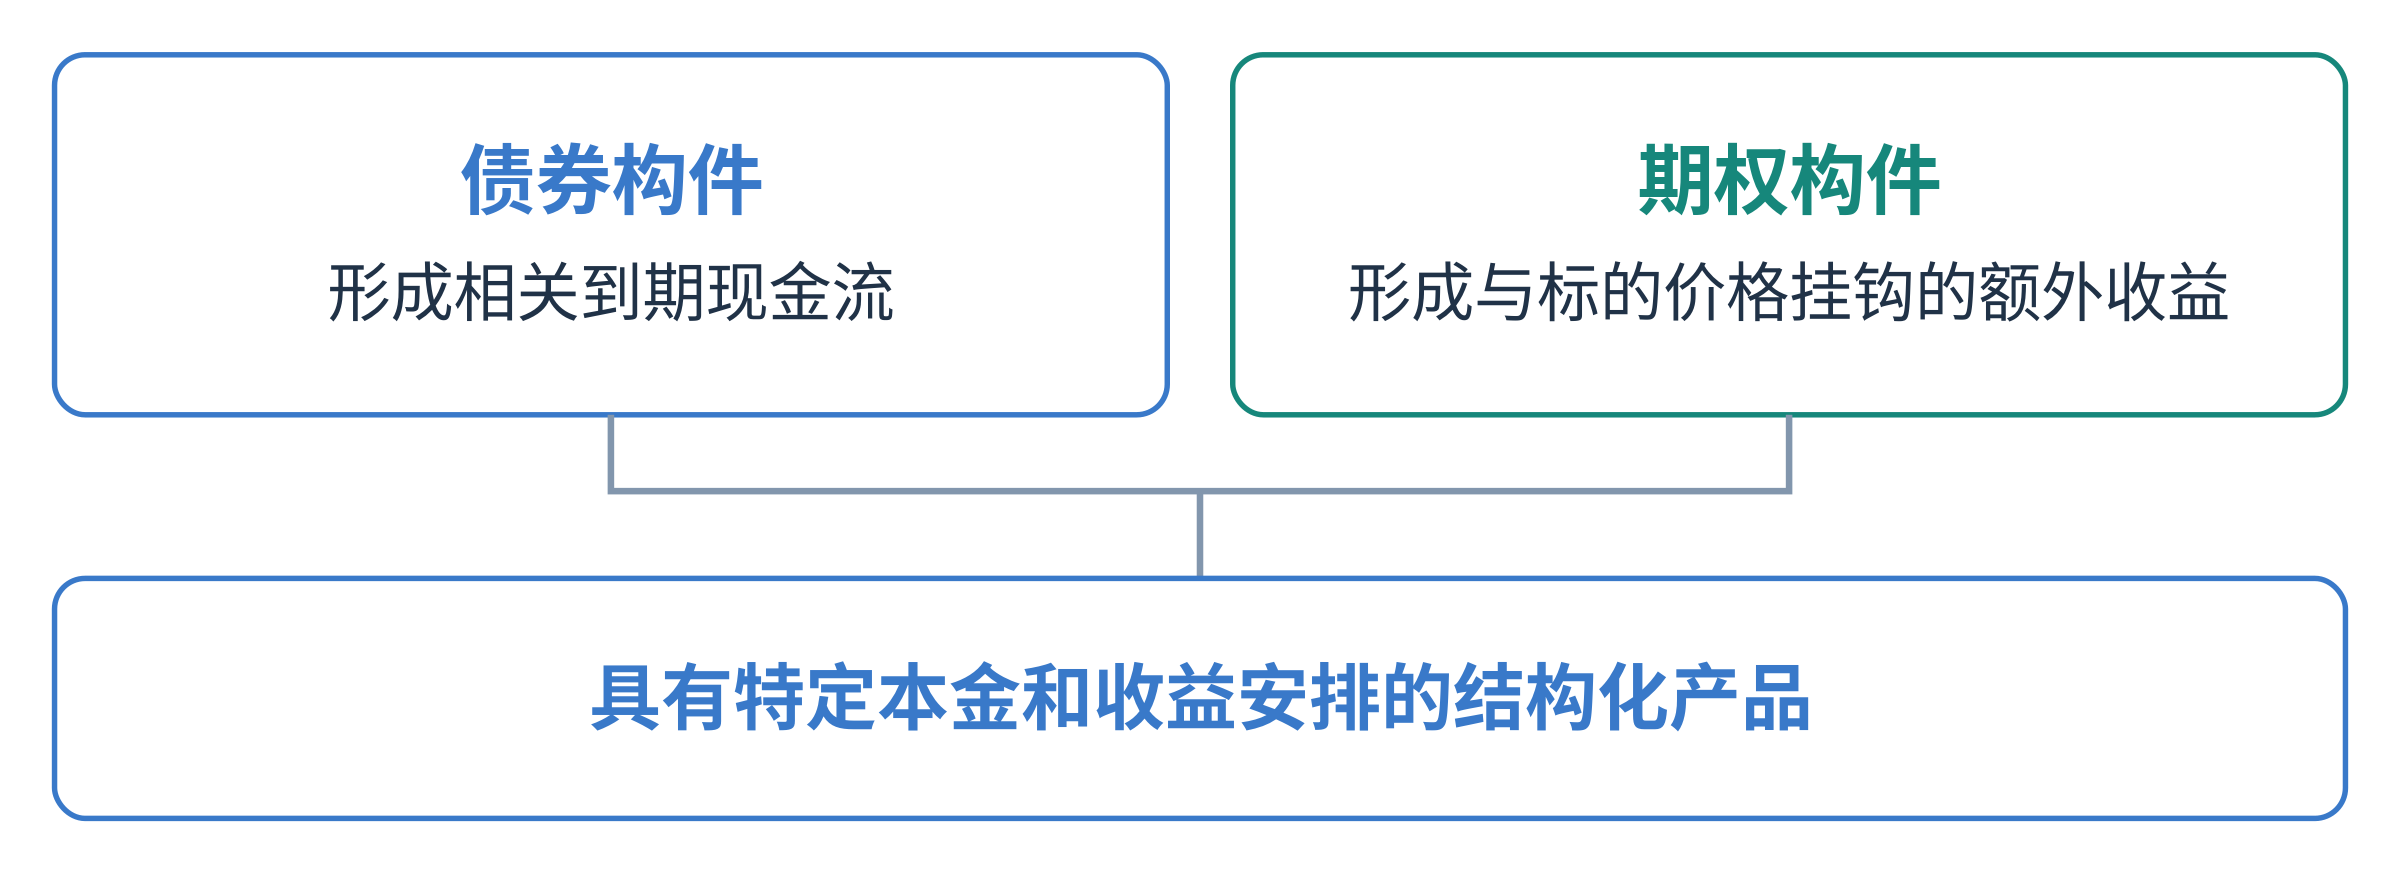 债券构件
形成相关到期现金流
期权构件
形成与标的价格挂钩的额外收益
具有特定本金和收益安排的结构化产品